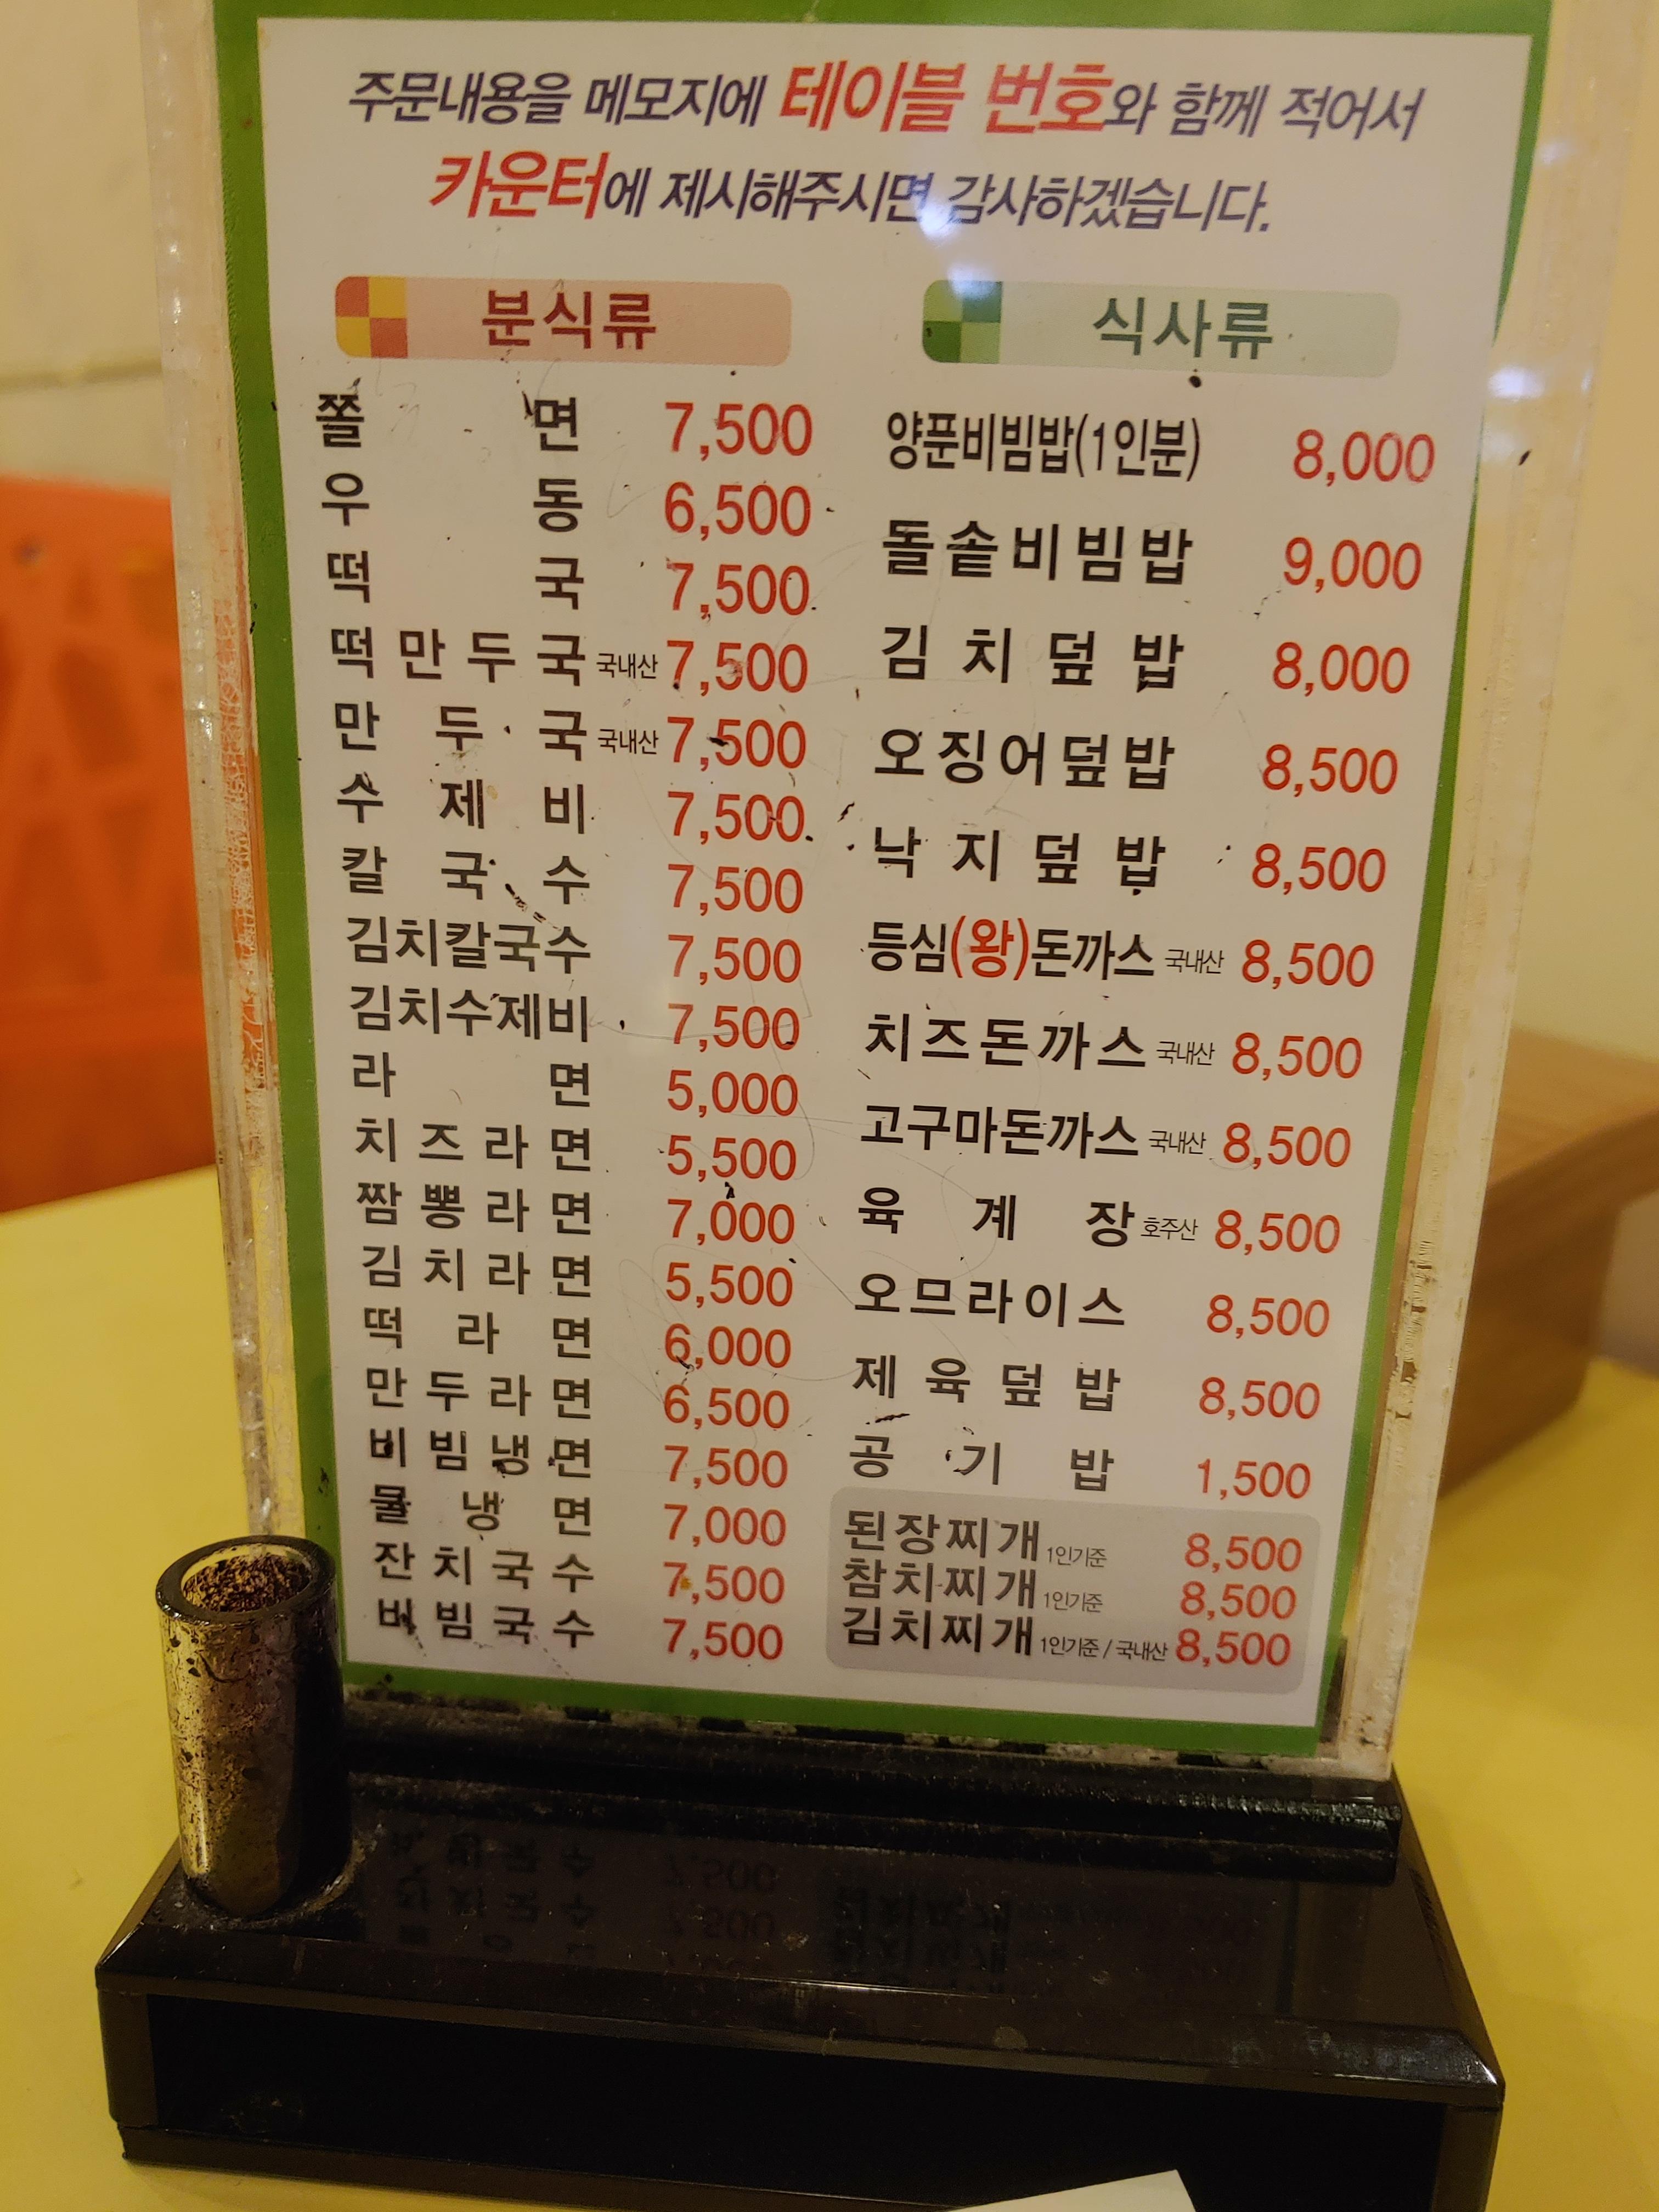 주문내용을 메모지에 테이블 번호와 함께 적어서
카운터에 제시해주시면 감사하겠습니다.
분식류
쫄면 7,500
우동 6,500
떡국 7,500
떡만두국 국내산 7,500
만두국 국내산 7,500
수제비 7,500
칼국수 7,500
김치칼국수 7,500
김치수제비 7,500
라면 5,000
치즈라면 5,500
짬뽕라면 7,000
김치라면 5,500
떡라면 6,000
만두라면 6,500
비빔냉면 7,500
물냉면 7,000
잔치국수 7,500
비빔국수 7,500
식사류
양푼비빔밥(1인분) 8,000
돌솥비빔밥 9,000
김치덮밥 8,000
오징어덮밥 8,500
낙지덮밥 8,500
등심(왕)돈까스 국내산 8,500
치즈돈까스 국내산 8,500
고구마돈까스 국내산 8,500
육계장 호주산 8,500
오므라이스 8,500
제육덮밥 8,500
공기밥 1,500
된장찌개 1인기준 8,500
참치찌개 1인기준 8,500
김치찌개 1인기준 / 국내산 8,500